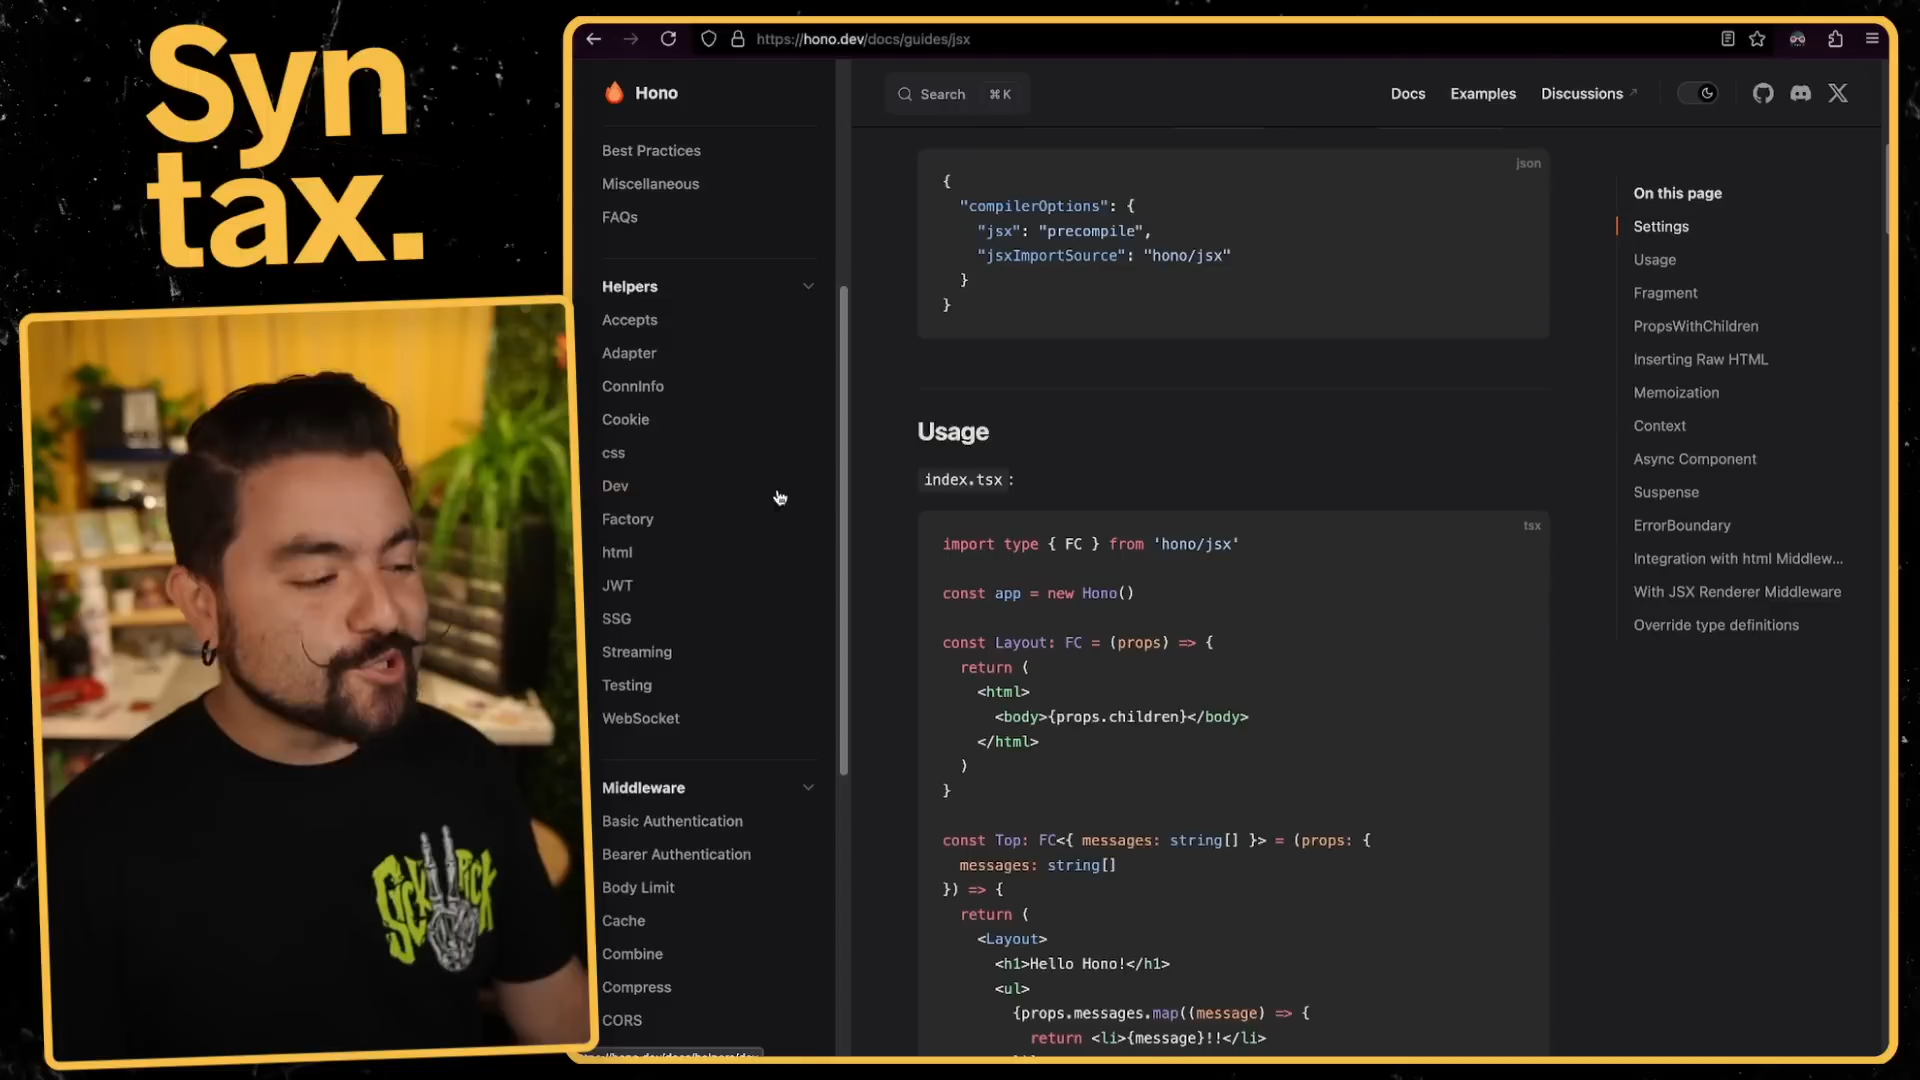 Syn
tax.
https://hono.dev/docs/guides/jsx
Hono
Search ⌘ K
Docs
Examples
Discussions
Best Practices
Miscellaneous
FAQs
Helpers
Accepts
Adapter
ConnInfo
Cookie
css
Dev
Factory
html
JWT
SSG
Streaming
Testing
WebSocket
Middleware
Basic Authentication
Bearer Authentication
Body Limit
Cache
Combine
Compress
CORS
json
{
"compilerOptions": {
"jsx": "precompile",
"jsxImportSource": "hono/jsx"
}
}
Usage
index.tsx :
tsx
import type { FC } from 'hono/jsx'
const app = new Hono()
const Layout: FC = (props) => {
return (
<html>
<body>{props.children}</body>
</html>
)
}
const Top: FC<{ messages: string[] }> = (props: {
messages: string[]
}) => {
return (
<Layout>
<h1>Hello Hono!</h1>
<ul>
{props.messages.map((message) => {
return <li>{message}!!</li>
On this page
Settings
Usage
Fragment
PropsWithChildren
Inserting Raw HTML
Memoization
Context
Async Component
Suspense
ErrorBoundary
Integration with html Middlew...
With JSX Renderer Middleware
Override type definitions
SICK PICK